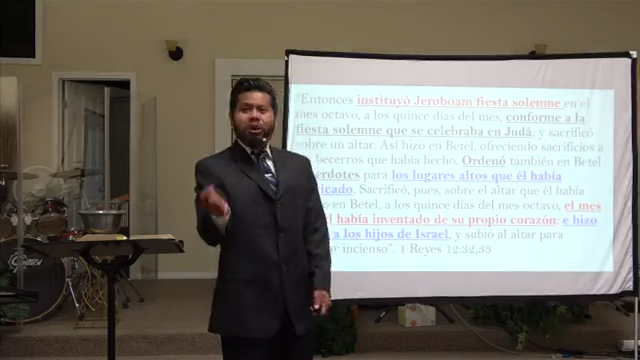 "Entonces instituyó Jeroboam fiesta solemne en el
mes octavo, a los quince días del mes, conforme a la
fiesta solemne que se celebraba en Judá; y sacrificó
sobre un altar. Así hizo en Betel, ofreciendo sacrificios a
becerros que había hecho. Ordenó también en Betel
para los lugares altos que él había
Sacrificó, pues, sobre el altar que él había
en Betel, a los quince días del mes octavo, el mes
había inventado de su propio corazón; e hizo
a los hijos de Israel, y subió al altar para
incienso". 1 Reyes 12:32,33